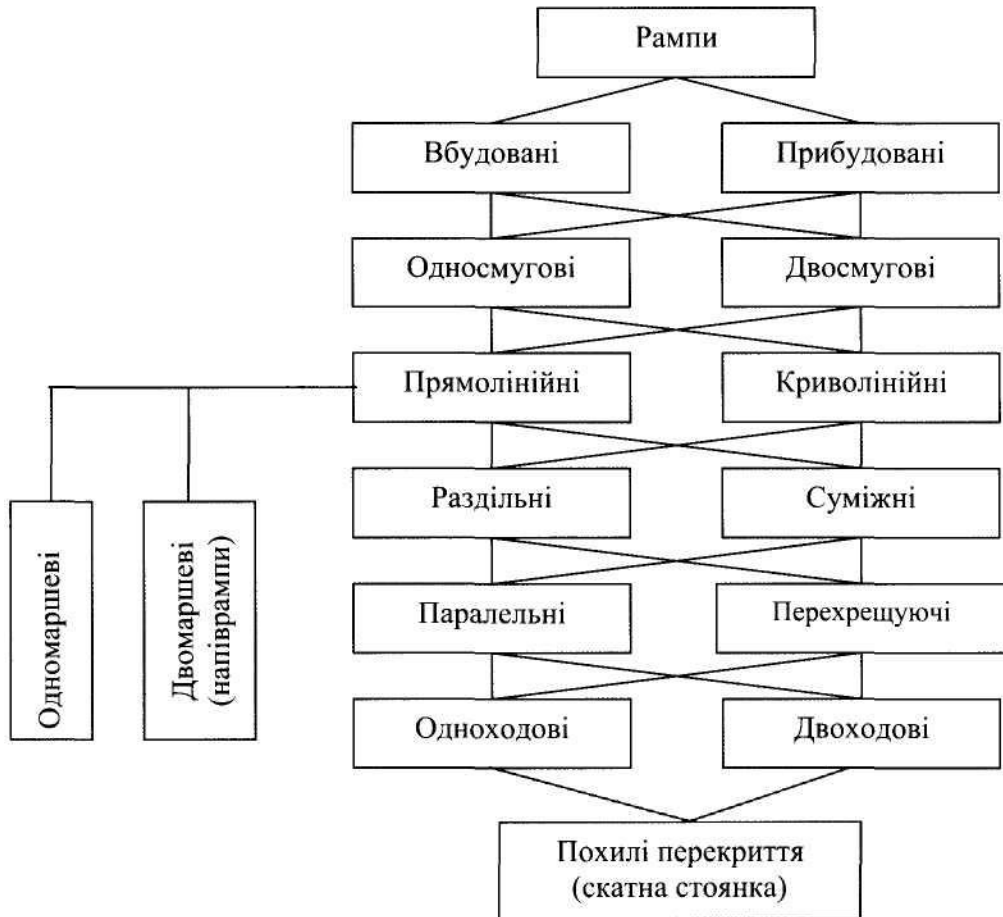 Рампи
Вбудовані
Прибудовані
Односмугові
Двосмугові
Прямолінійні
Криволінійні
Раздільні
Суміжні
Паралельні
Перехрещуючі
Одноходові
Двоходові
Одномаршеві
Двомаршеві
(напіврампи)
Похилі перекриття
(скатна стоянка)